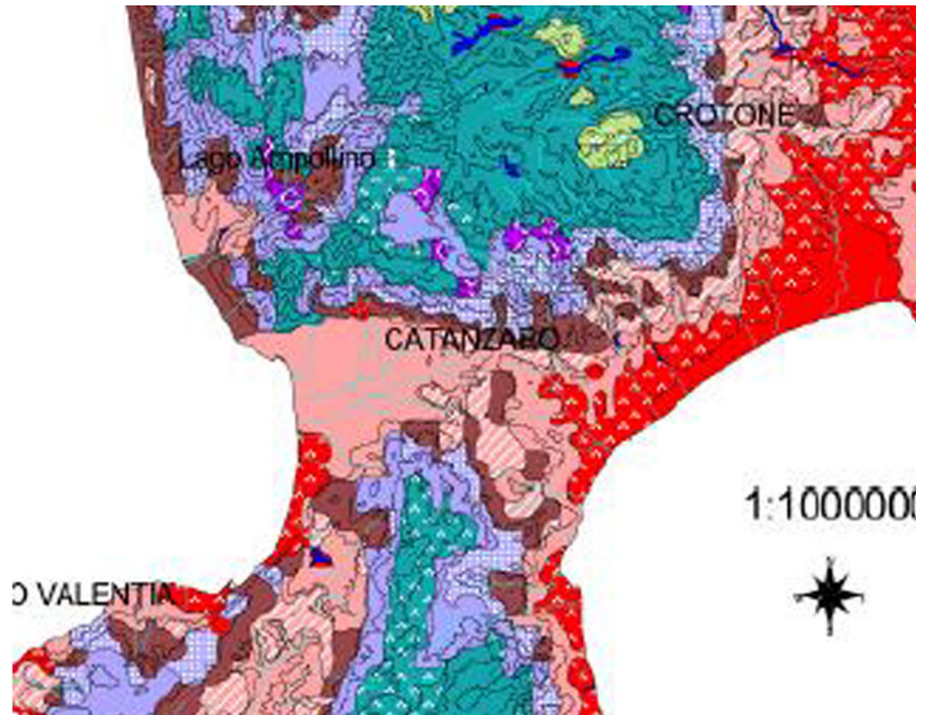 CROTONE
Lago Ampollino
CATANZARO
1:1000000
O VALENTIA